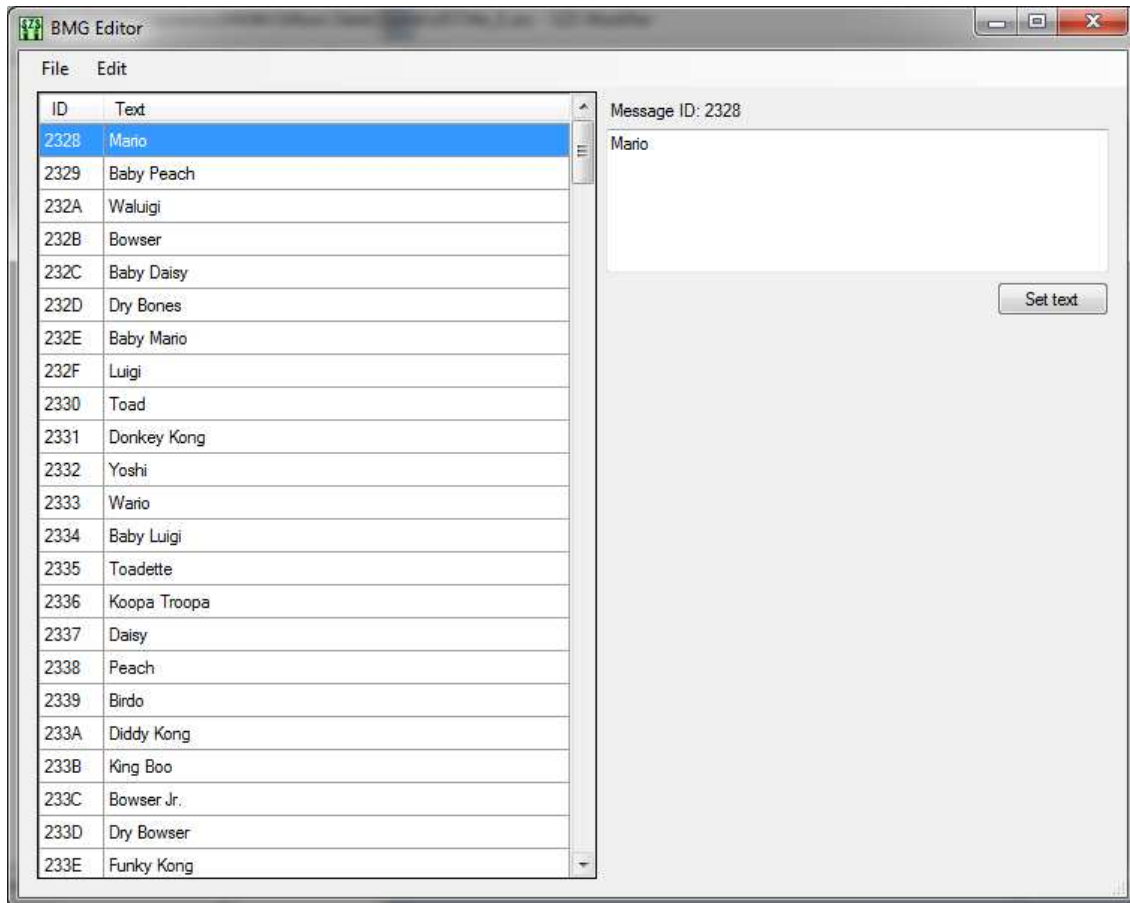 BMG Editor
File Edit
ID Text
Message ID: 2328
2328 Mario
Mario
2329 Baby Peach
232A Waluigi
232B Bowser
232C Baby Daisy
232D Dry Bones
Set text
232E Baby Mario
232F Luigi
2330 Toad
2331 Donkey Kong
2332 Yoshi
2333 Wario
2334 Baby Luigi
2335 Toadette
2336 Koopa Troopa
2337 Daisy
2338 Peach
2339 Birdo
233A Diddy Kong
233B King Boo
233C Bowser Jr.
233D Dry Bowser
233E Funky Kong